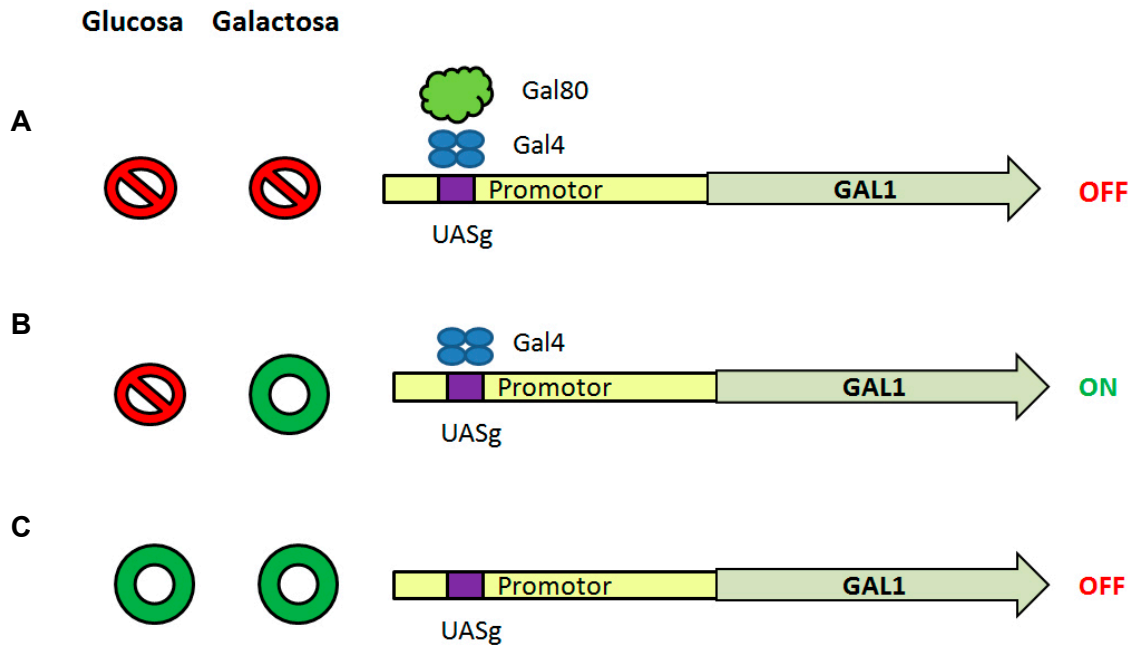 Glucosa Galactosa
A
Gal80
Gal4
Promotor GAL1 OFF
UASg
B
Gal4
Promotor GAL1 ON
UASg
C
Promotor GAL1 OFF
UASg